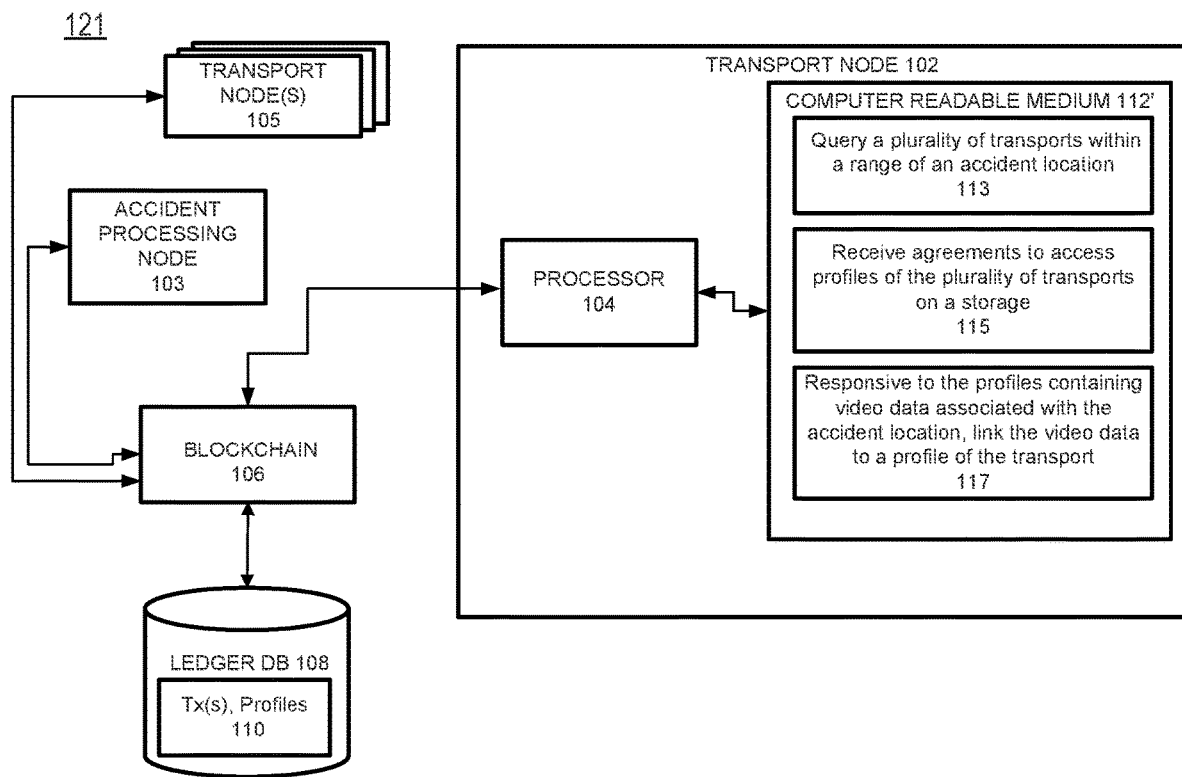 121
TRANSPORT
NODE(S)
105
TRANSPORT NODE 102
COMPUTER READABLE MEDIUM 112'
Query a plurality of transports within
a range of an accident location
113
ACCIDENT
PROCESSING
NODE
103
PROCESSOR
104
Receive agreements to access
profiles of the plurality of transports
on a storage
115
Responsive to the profiles containing
video data associated with the
accident location, link the video data
to a profile of the transport
117
BLOCKCHAIN
106
LEDGER DB 108
Tx(s), Profiles
110